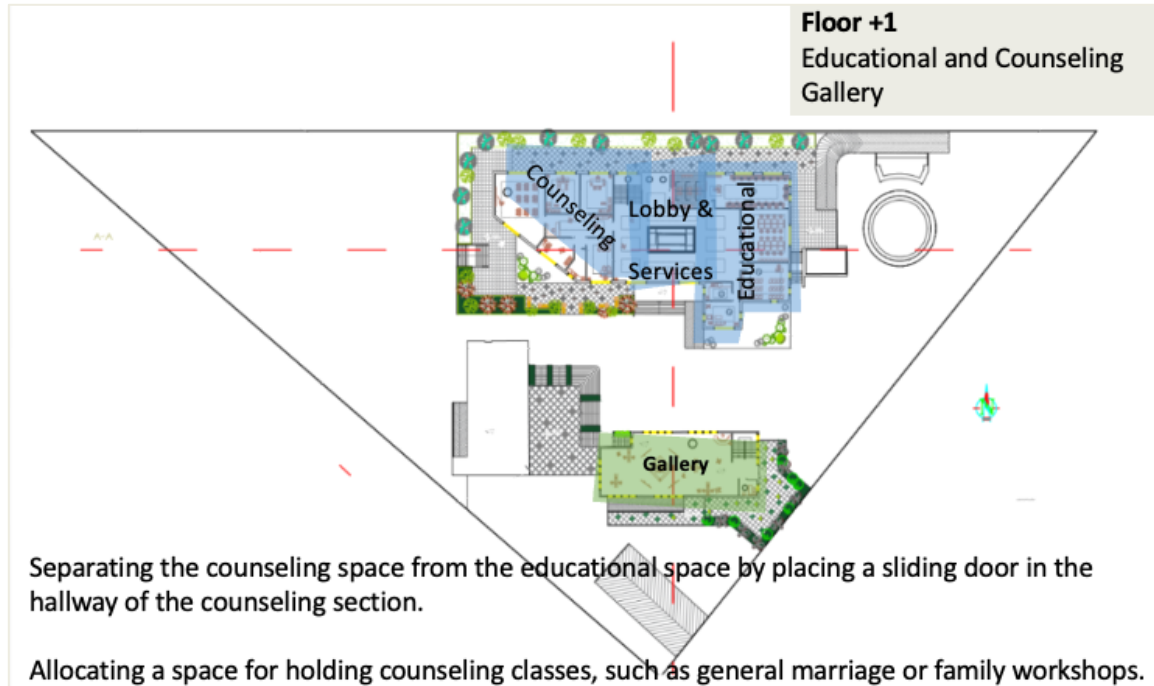 Floor +1
Educational and Counseling
Gallery
Counseling
Lobby &
Services
Educational
A-A
N
Gallery
Separating the counseling space from the educational space by placing a sliding door in the
hallway of the counseling section.
Allocating a space for holding counseling classes, such as general marriage or family workshops.